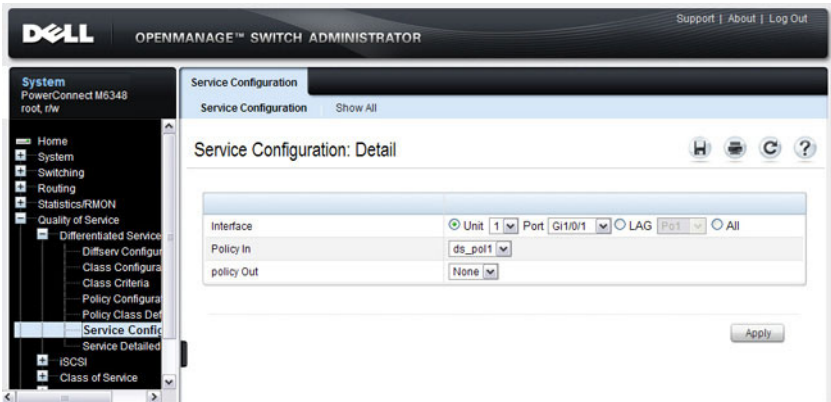 Support | About | Log Out
DELL OPENMANAGE™ SWITCH ADMINISTRATOR
System
PowerConnect M6348
root, r/w
Home
System
Switching
Routing
Statistics/RMON
Quality of Service
Differentiated Service
Diffserv Configur
Class Configura
Class Criteria
Policy Configura
Policy Class Def
Service Config
Service Detailed
iSCSI
Class of Service
Service Configuration
Service Configuration Show All
Service Configuration: Detail
Interface Unit 1 Port Gi1/0/1 LAG Po1 All
Policy In ds_pol1
policy Out None
Apply